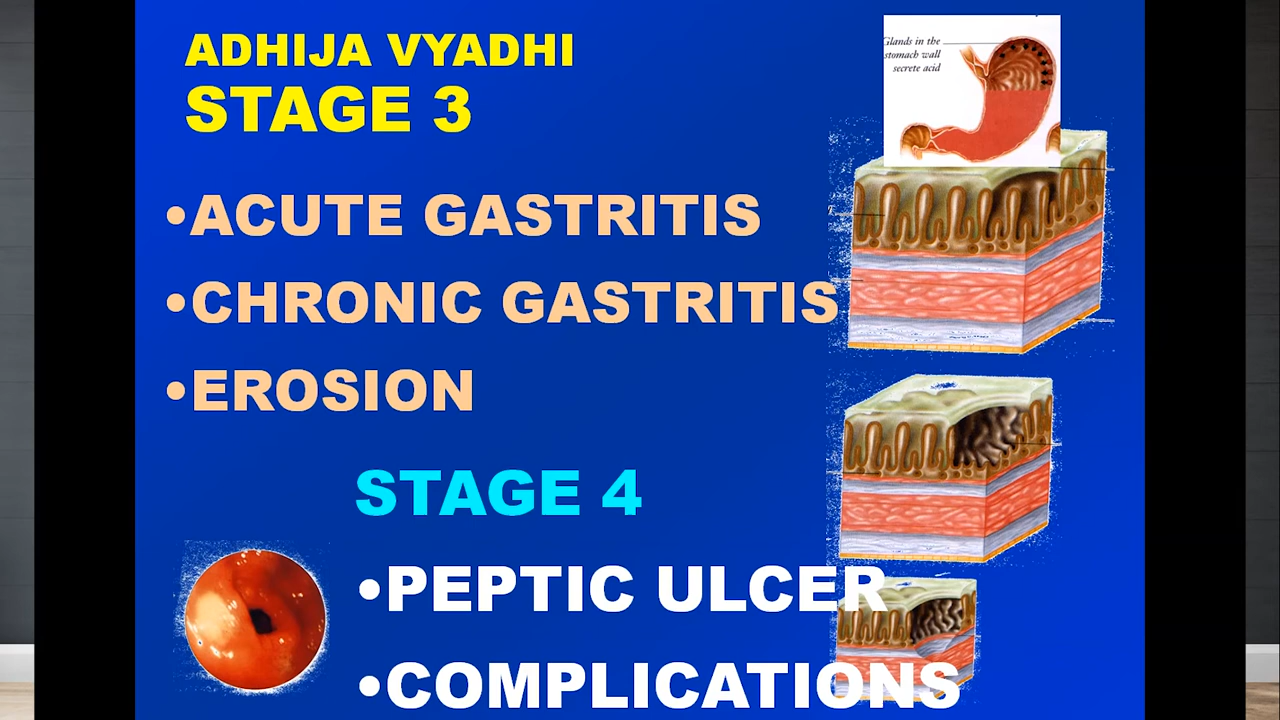 ADHIJA VYADHI
STAGE 3
Glands in the
stomach wall
secrete acid
•ACUTE GASTRITIS
•CHRONIC GASTRITIS
•EROSION
STAGE 4
•PEPTIC ULCER
•COMPLICATIONS